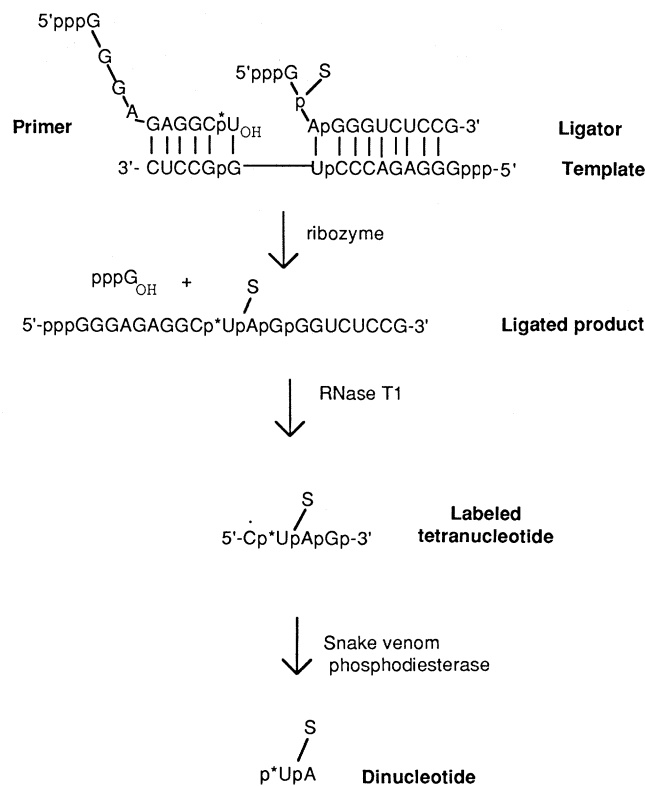 5'pppG
G
G
A
5'pppG S
p
Primer GAGGCp*U OH ApGGGUCUCCG-3' Ligator
3'- CUCCGpG UpCCCAGAGGGppp-5' Template
ribozyme
pppG OH + S
5'-pppGGGAGAGGCp*UpApGpGGUCUCCG-3' Ligated product
RNase T1
S
5'-Cp*UpApGp-3' Labeled
tetranucleotide
Snake venom
phosphodiesterase
S
p*UpA Dinucleotide